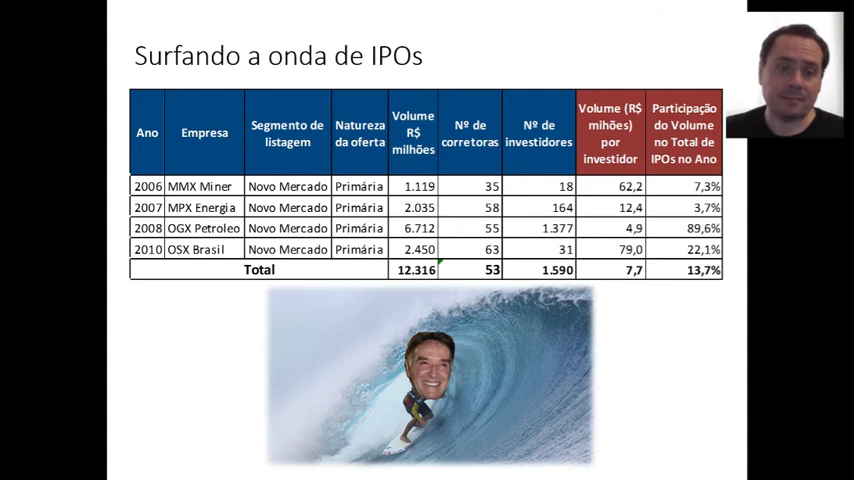 Surfando a onda de IPOs
Ano Empresa Segmento de listagem Natureza da oferta Volume R$ milhões Nº de corretoras Nº de investidores Volume (R$ mihões) por investidor Participação do Volume no Total de IPOs no Ano
2006 MMX Miner Novo Mercado Primária 1.119 35 18 62,2 7,3%
2007 MPX Energia Novo Mercado Primária 2.035 58 164 12,4 3,7%
2008 OGX Petroleo Novo Mercado Primária 6.712 55 1.377 4,9 89,6%
2010 OSX Brasil Novo Mercado Primária 2.450 63 31 79,0 22,1%
Total 12.316 53 1.590 7,7 13,7%